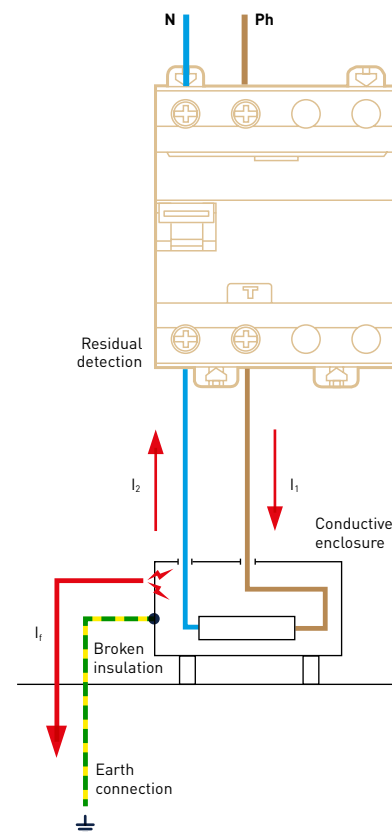 N
Ph
T
Residual
detection
I₂
I₁
Conductive
enclosure
If
Broken
insulation
Earth
connection